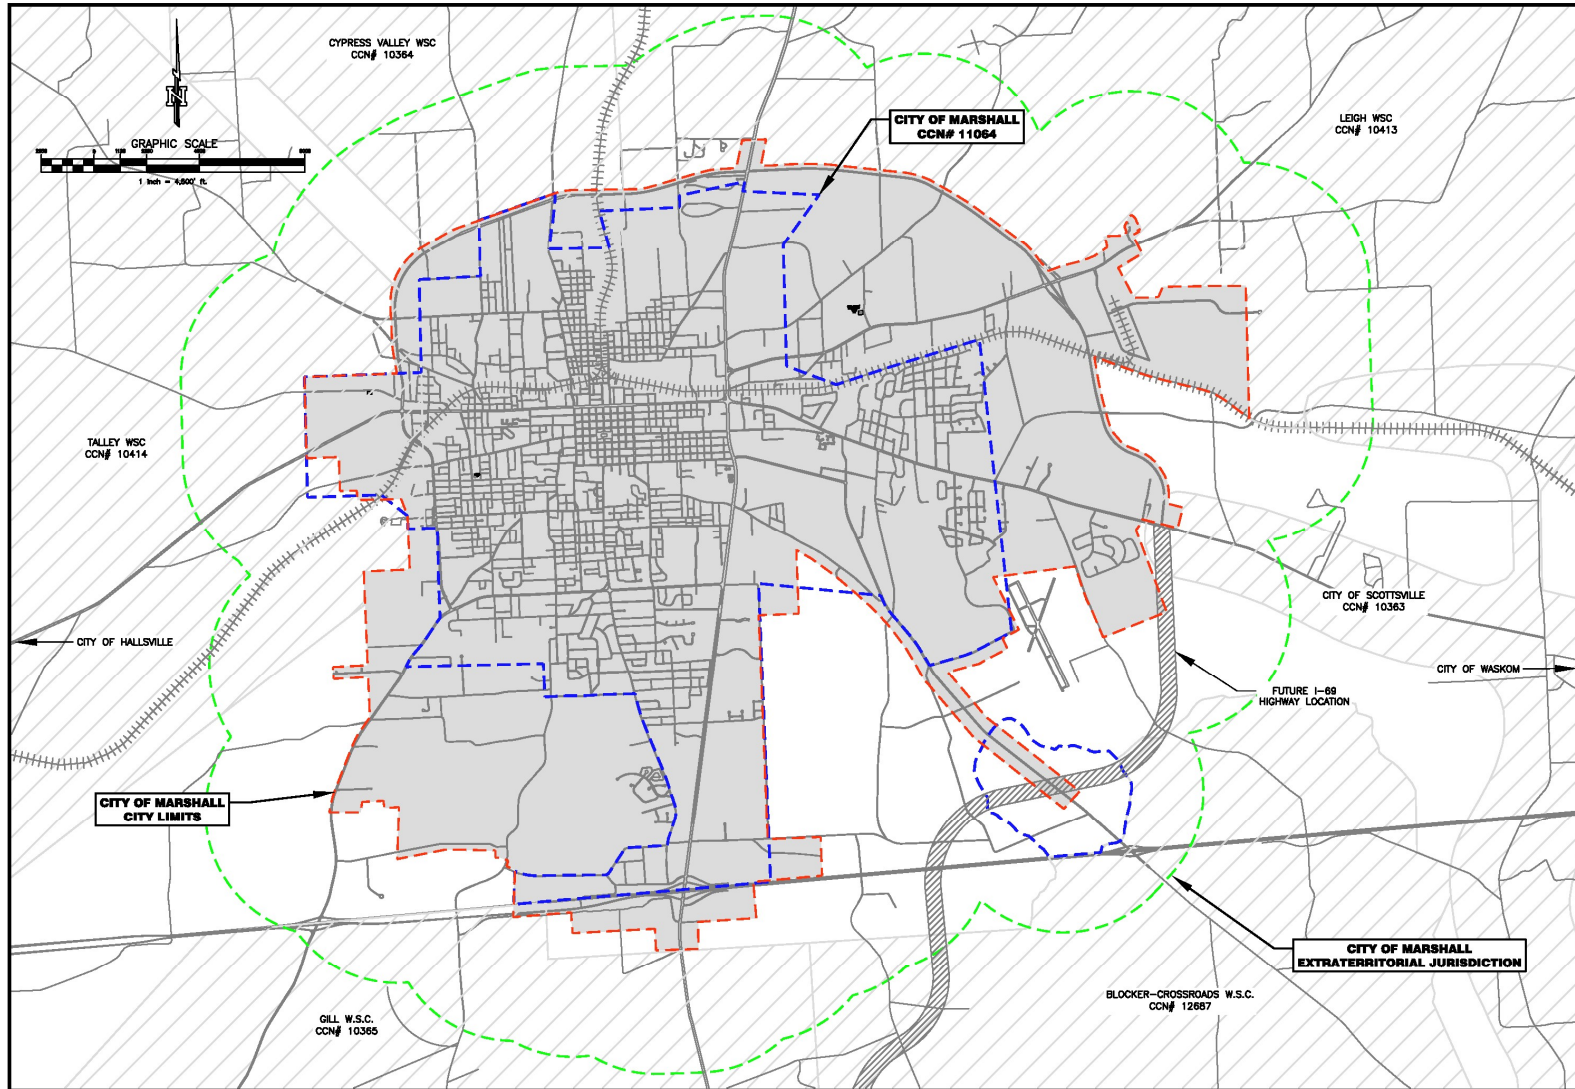 CYPRESS VALLEY WSC
CCN# 10364
N
GRAPHIC SCALE
1 inch = 4,500' ft.
CITY OF MARSHALL
CCN# 11064
LEIGH WSC
CCN# 10413
TALLEY WSC
CCN# 10414
CITY OF HALLSVILLE
CITY OF SCOTTSVILLE
CCN# 10363
CITY OF WASKOM
FUTURE I-69
HIGHWAY LOCATION
CITY OF MARSHALL
CITY LIMITS
CITY OF MARSHALL
EXTRATERRITORIAL JURISDICTION
BLOCKER-CROSSROADS W.S.C.
CCN# 12687
GILL W.S.C.
CCN# 10365